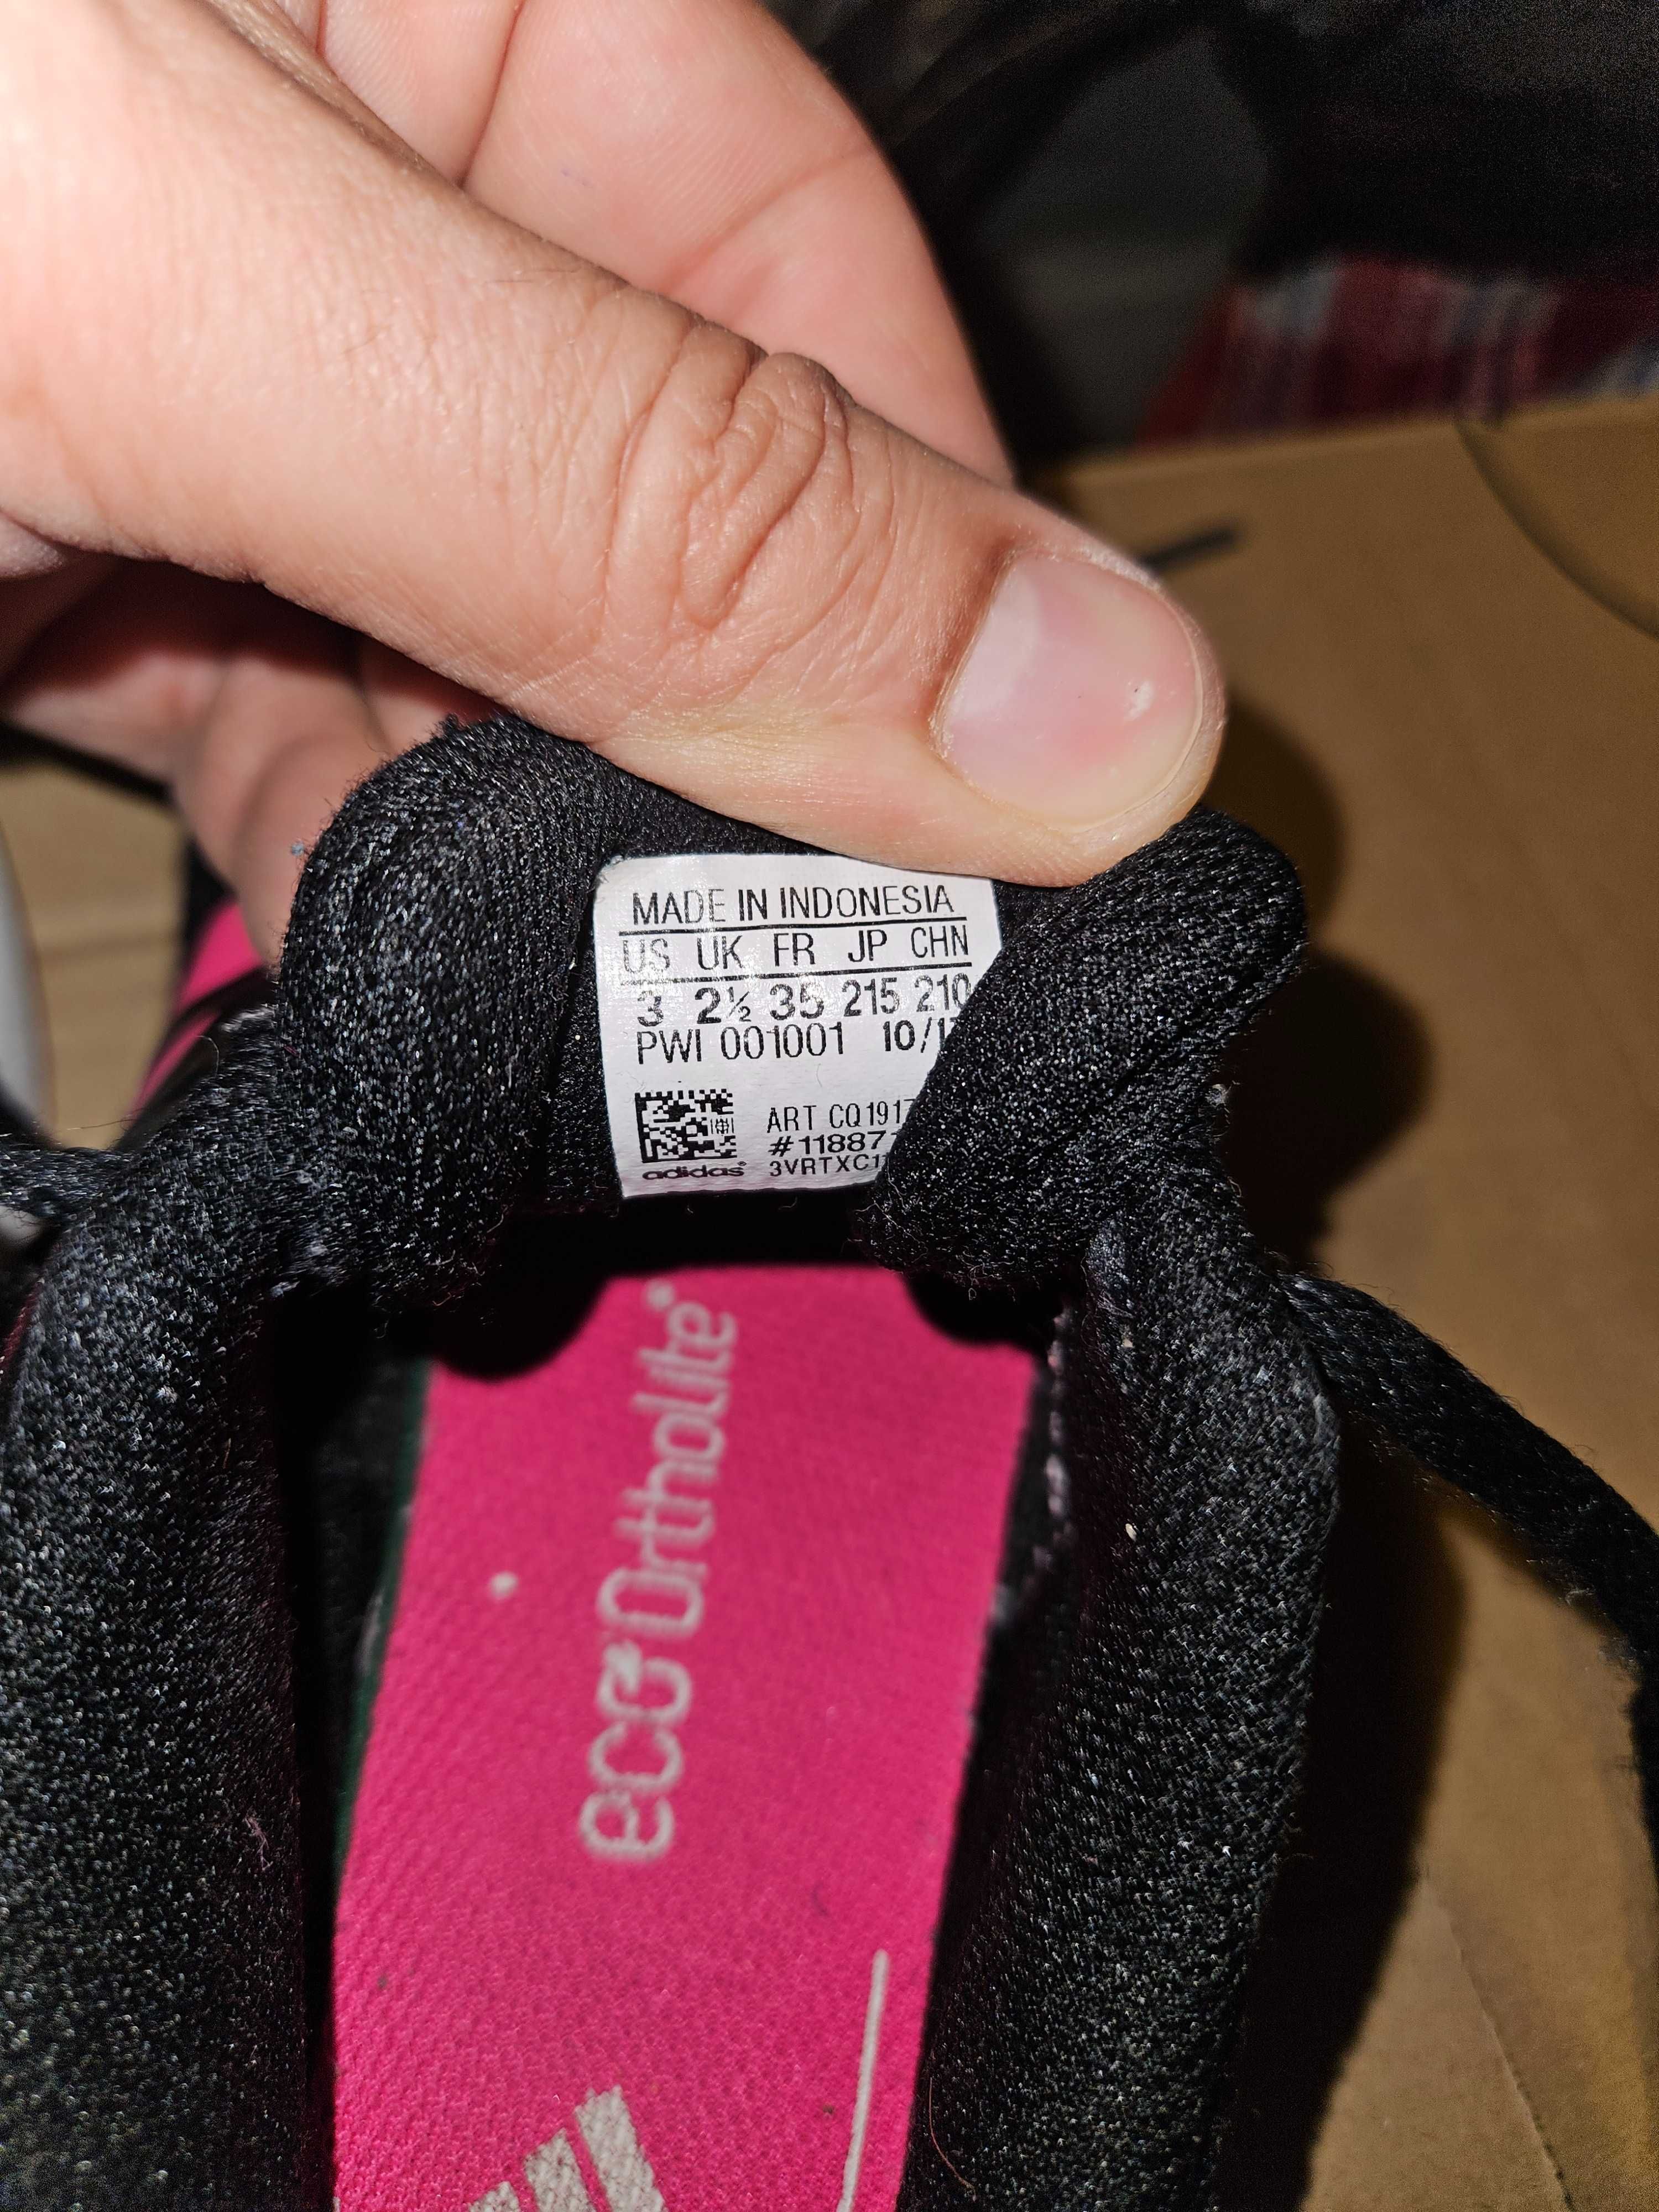 MADE IN INDONESIA
US UK FR JP CHN
3 2½ 35 215 210
PWI 001001 10/1
ART CQ191
#11887
adidas® 3VRTXC1
eco Ortholite®